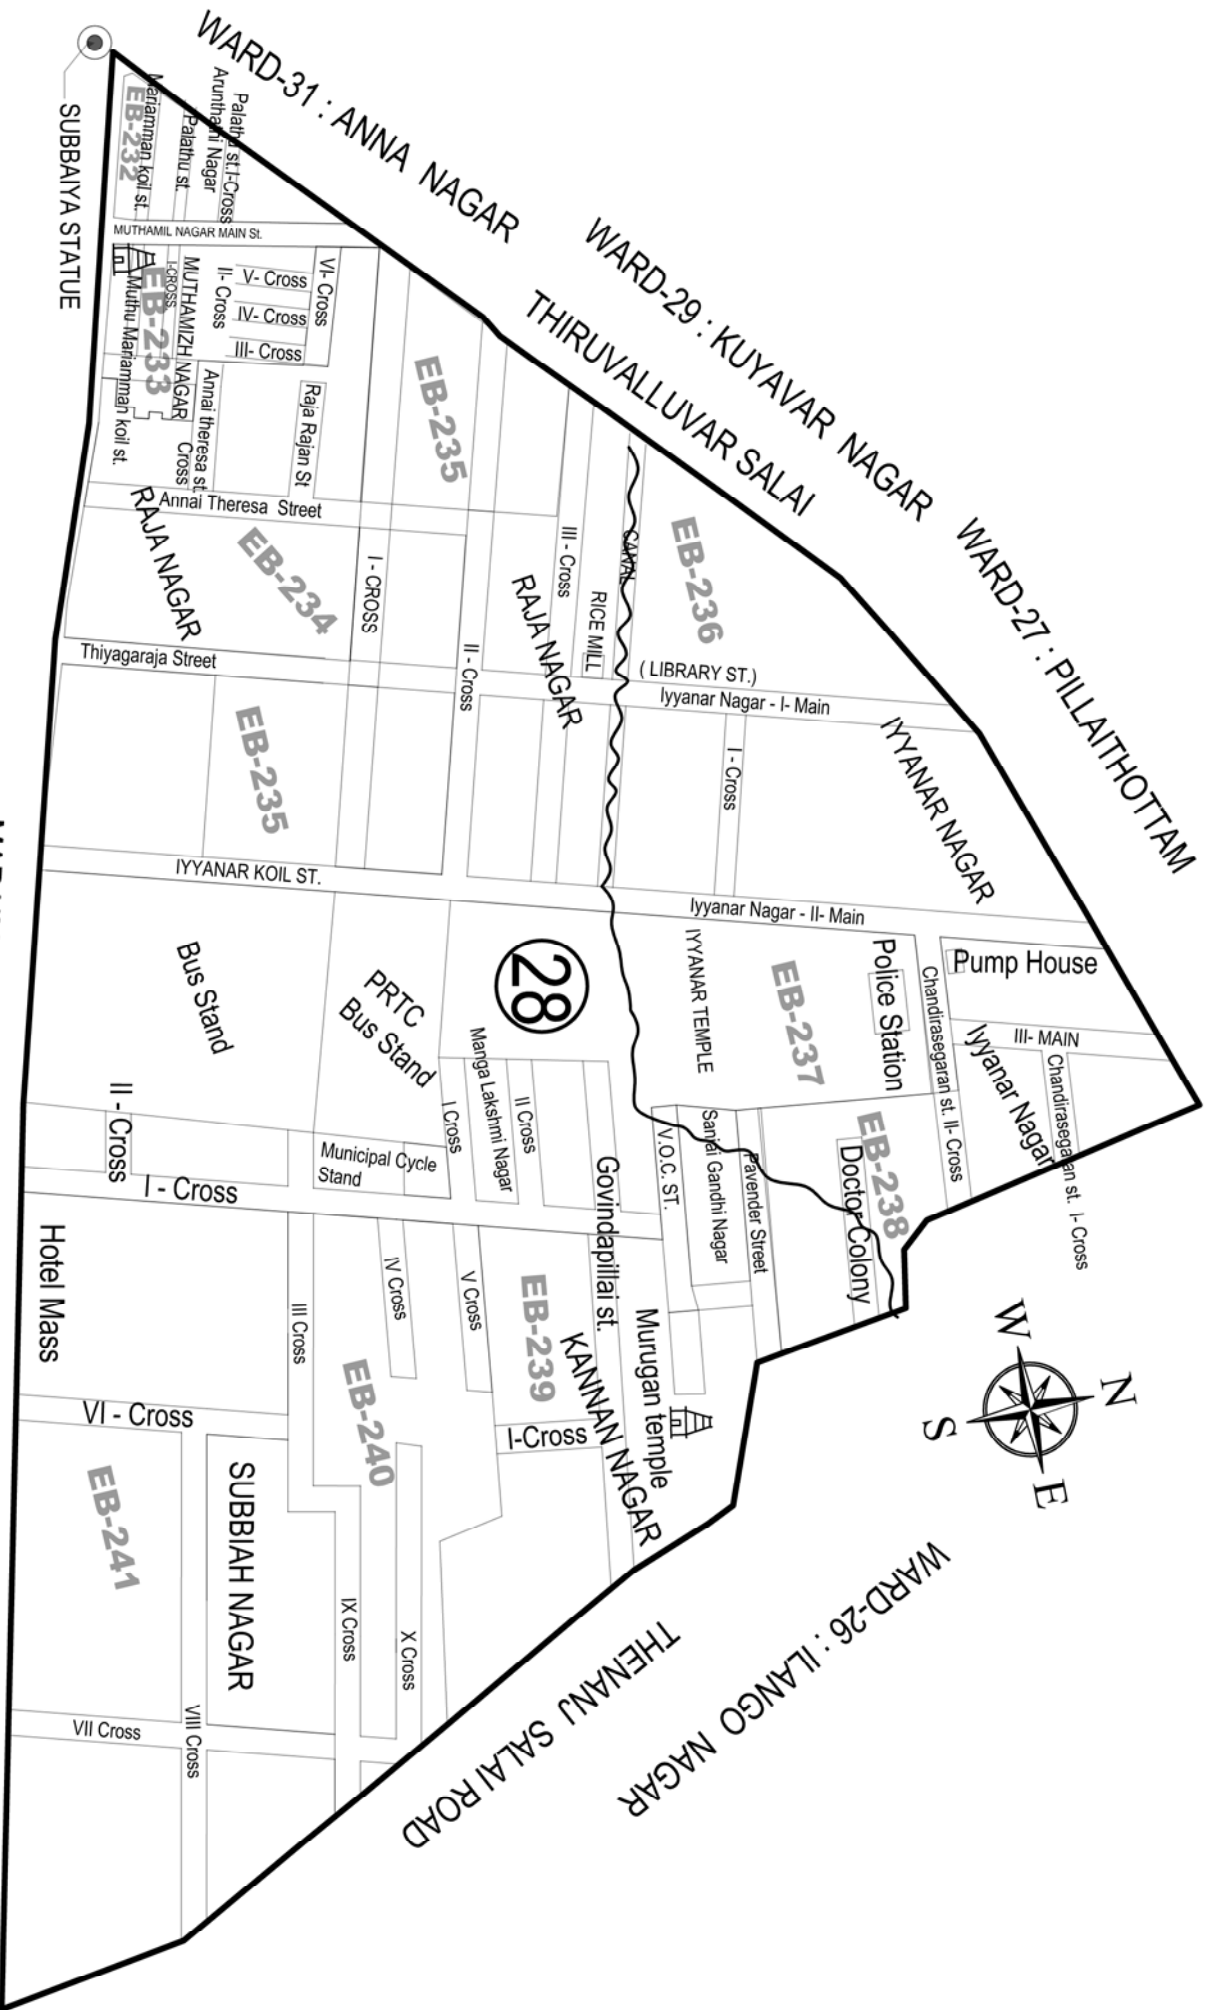 WARD-31 : ANNA NAGAR
WARD-29 : KUYAVAR NAGAR
WARD-27 : PILLAITHOTTAM
THIRUVALLUVAR SALAI
SUBBAIYA STATUE
EB-232
Mariamman koil st.
Palathu st.
Arunthathi Nagar
Palathu st.I-Cross
MUTHAMIL NAGAR MAIN St.
EB-233
Muthu Mariamman koil st.
I-CROSS
MUTHAMIZH NAGAR
II- Cross
V- Cross
IV- Cross
III- Cross
VI- Cross
Annai theresa st.
Cross
Raja Rajan St
Annai Theresa Street
EB-235
RAJA NAGAR
EB-234
I - CROSS
III - Cross
RICE MILL
CANAL
EB-236
RAJA NAGAR
II - Cross
Thiyagaraja Street
( LIBRARY ST.)
Iyyanar Nagar - I- Main
EB-235
I - Cross
IYYANAR NAGAR
IYYANAR KOIL ST.
Iyyanar Nagar - II- Main
Bus Stand
PRTC
Bus Stand
28
IYYANAR TEMPLE
EB-237
Police Station
Pump House
Chandirasegaran st. II- Cross
III- MAIN
Iyyanar Nagar
Chandirasegaran st. I- Cross
Manga Lakshmi Nagar
I Cross
II Cross
Govindapillai st.
V.O.C. ST.
Sanjai Gandhi Nagar
Pavender Street
EB-238
Doctor Colony
II - Cross
I - Cross
Municipal Cycle
Stand
Hotel Mass
III Cross
IV Cross
V Cross
EB-239
KANNAN NAGAR
Murugan temple
I-Cross
EB-240
VI - Cross
EB-241
SUBBIAH NAGAR
IX Cross
X Cross
VII Cross
VIII Cross
W
N
S
E
WARD-26 : ILANGO NAGAR
THENANJ SALAI ROAD